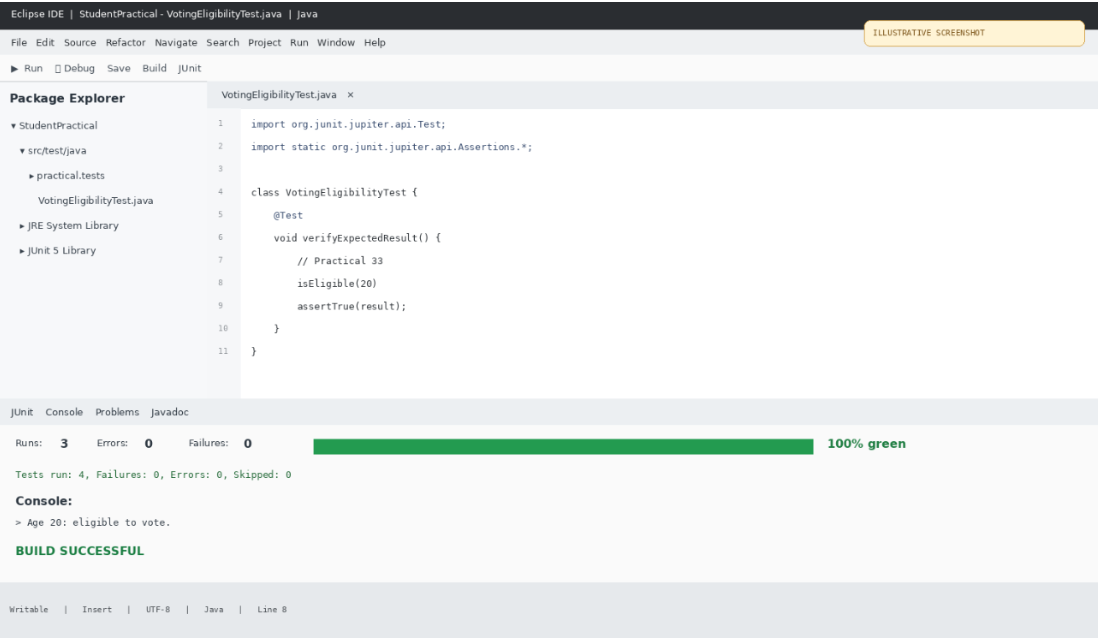 Eclipse IDE | StudentPractical - VotingEligibilityTest.java | Java
ILLUSTRATIVE SCREENSHOT
File Edit Source Refactor Navigate Search Project Run Window Help
▶ Run Debug Save Build JUnit
Package Explorer
▾ StudentPractical
▾ src/test/java
▸ practical.tests
VotingEligibilityTest.java
▸ JRE System Library
▸ JUnit 5 Library
VotingEligibilityTest.java ×
1 import org.junit.jupiter.api.Test;
2 import static org.junit.jupiter.api.Assertions.*;
3
4 class VotingEligibilityTest {
5 @Test
6 void verifyExpectedResult() {
7 // Practical 33
8 isEligible(20)
9 assertTrue(result);
10 }
11 }
JUnit Console Problems Javadoc
Runs: 3 Errors: 0 Failures: 0 100% green
Tests run: 4, Failures: 0, Errors: 0, Skipped: 0
Console:
> Age 20: eligible to vote.
BUILD SUCCESSFUL
Writable | Insert | UTF-8 | Java | Line 8